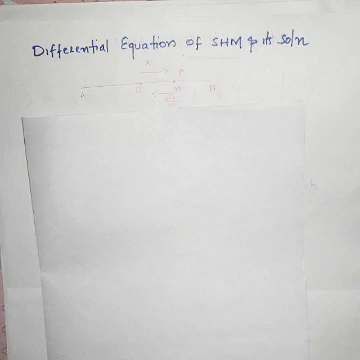 Differential Equation of SHM & its soln
x P
A O m B